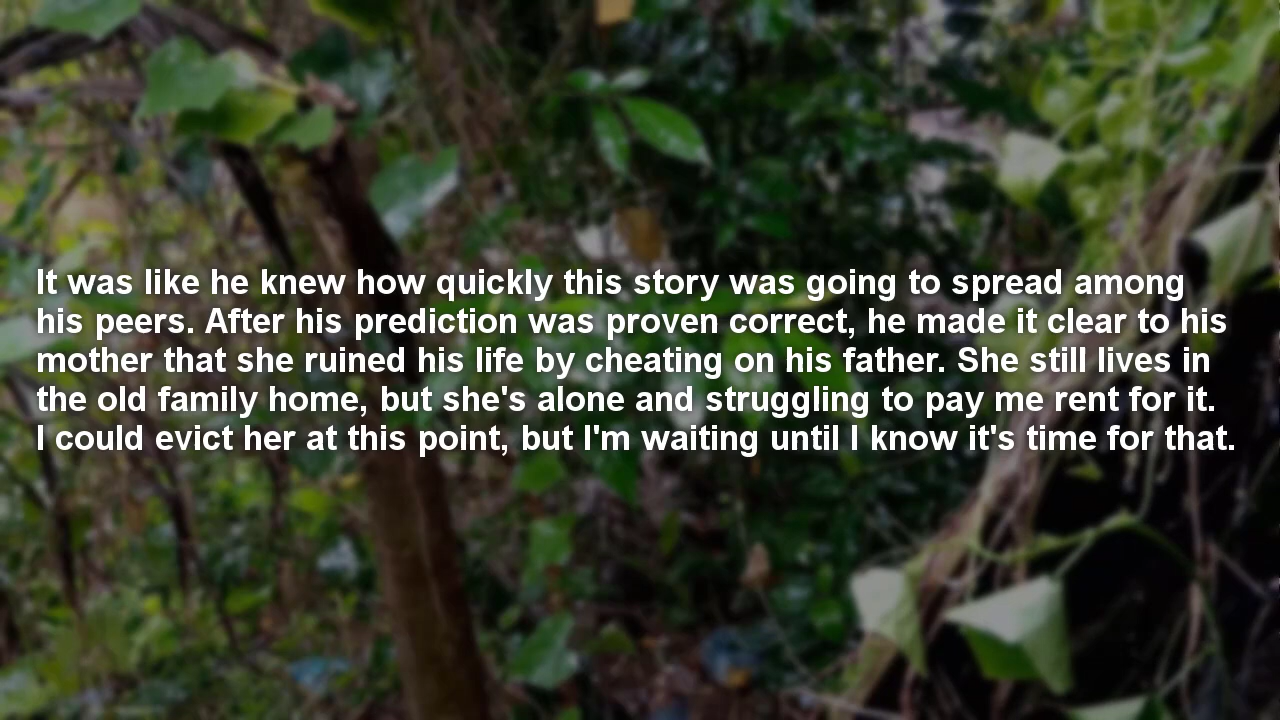 It was like he knew how quickly this story was going to spread among
his peers. After his prediction was proven correct, he made it clear to his
mother that she ruined his life by cheating on his father. She still lives in
the old family home, but she's alone and struggling to pay me rent for it.
I could evict her at this point, but I'm waiting until I know it's time for that.